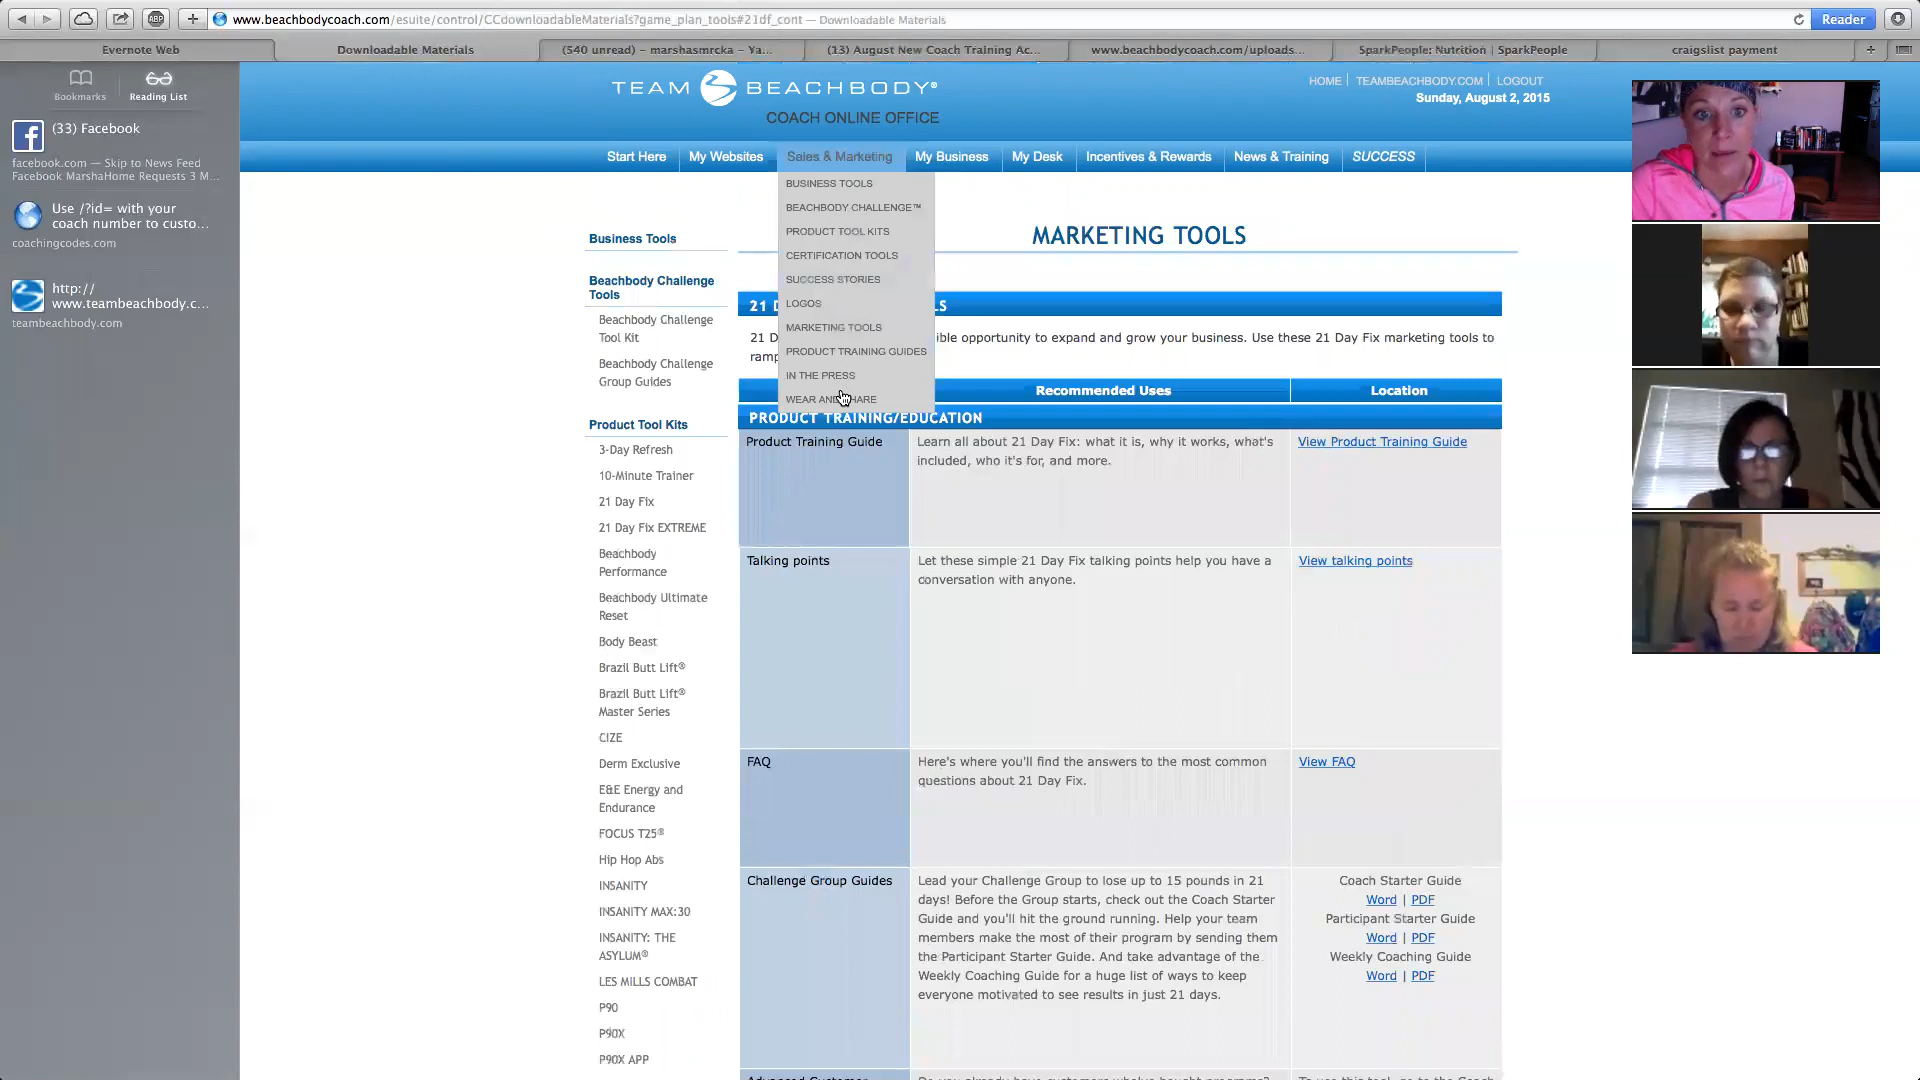 www.beachbodycoach.com/esuite/control/CCdownloadableMaterials?game_plan_tools#21df_cont — Downloadable Materials
Reader
ABP
Evernote Web
Downloadable Materials
(540 unread) – marshasmrcka – Ya...
(13) August New Coach Training Ac...
www.beachbodycoach.com/uploads...
SparkPeople: Nutrition | SparkPeople
craigslist payment
Bookmarks
Reading List
(33) Facebook
facebook.com — Skip to News Feed
Facebook MarshaHome Requests 3 M...
Use /?id= with your
coach number to custo...
coachingcodes.com
http://
www.teambeachbody.c...
teambeachbody.com
TEAM BEACHBODY®
COACH ONLINE OFFICE
HOME | TEAMBEACHBODY.COM | LOGOUT
Sunday, August 2, 2015
Start Here
My Websites
Sales & Marketing
My Business
My Desk
Incentives & Rewards
News & Training
SUCCESS
BUSINESS TOOLS
BEACHBODY CHALLENGE™
PRODUCT TOOL KITS
CERTIFICATION TOOLS
SUCCESS STORIES
LOGOS
MARKETING TOOLS
PRODUCT TRAINING GUIDES
IN THE PRESS
WEAR AND SHARE
Business Tools
Beachbody Challenge
Tools
Beachbody Challenge
Tool Kit
Beachbody Challenge
Group Guides
Product Tool Kits
3-Day Refresh
10-Minute Trainer
21 Day Fix
21 Day Fix EXTREME
Beachbody
Performance
Beachbody Ultimate
Reset
Body Beast
Brazil Butt Lift®
Brazil Butt Lift®
Master Series
CIZE
Derm Exclusive
E&E Energy and
Endurance
FOCUS T25®
Hip Hop Abs
INSANITY
INSANITY MAX:30
INSANITY: THE
ASYLUM®
LES MILLS COMBAT
P90
P90X
P90X APP
MARKETING TOOLS
21 D
LS
21 D
ible opportunity to expand and grow your business. Use these 21 Day Fix marketing tools to
ramp
Recommended Uses
Location
PRODUCT TRAINING/EDUCATION
Product Training Guide
Learn all about 21 Day Fix: what it is, why it works, what's
included, who it's for, and more.
View Product Training Guide
Talking points
Let these simple 21 Day Fix talking points help you have a
conversation with anyone.
View talking points
FAQ
Here's where you'll find the answers to the most common
questions about 21 Day Fix.
View FAQ
Challenge Group Guides
Lead your Challenge Group to lose up to 15 pounds in 21
days! Before the Group starts, check out the Coach Starter
Guide and you'll hit the ground running. Help your team
members make the most of their program by sending them
the Participant Starter Guide. And take advantage of the
Weekly Coaching Guide for a huge list of ways to keep
everyone motivated to see results in just 21 days.
Coach Starter Guide
Word | PDF
Participant Starter Guide
Word | PDF
Weekly Coaching Guide
Word | PDF